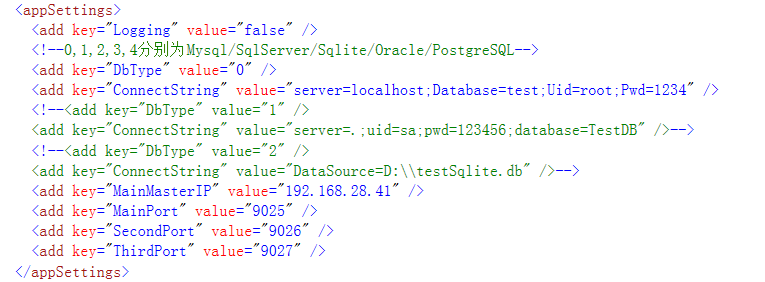 <appSettings>
<add key="Logging" value="false" />
<!--0,1,2,3,4分别为Mysql/SqlServer/Sqlite/Oracle/PostgreSQL-->
<add key="DbType" value="0" />
<add key="ConnectString" value="server=localhost;Database=test;Uid=root;Pwd=1234" />
<!--<add key="DbType" value="1" />
<add key="ConnectString" value="server=.;uid=sa;pwd=123456;database=TestDB" />-->
<!--<add key="DbType" value="2" />
<add key="ConnectString" value="DataSource=D:\\testSqlite.db" />-->
<add key="MainMasterIP" value="192.168.28.41" />
<add key="MainPort" value="9025" />
<add key="SecondPort" value="9026" />
<add key="ThirdPort" value="9027" />
</appSettings>